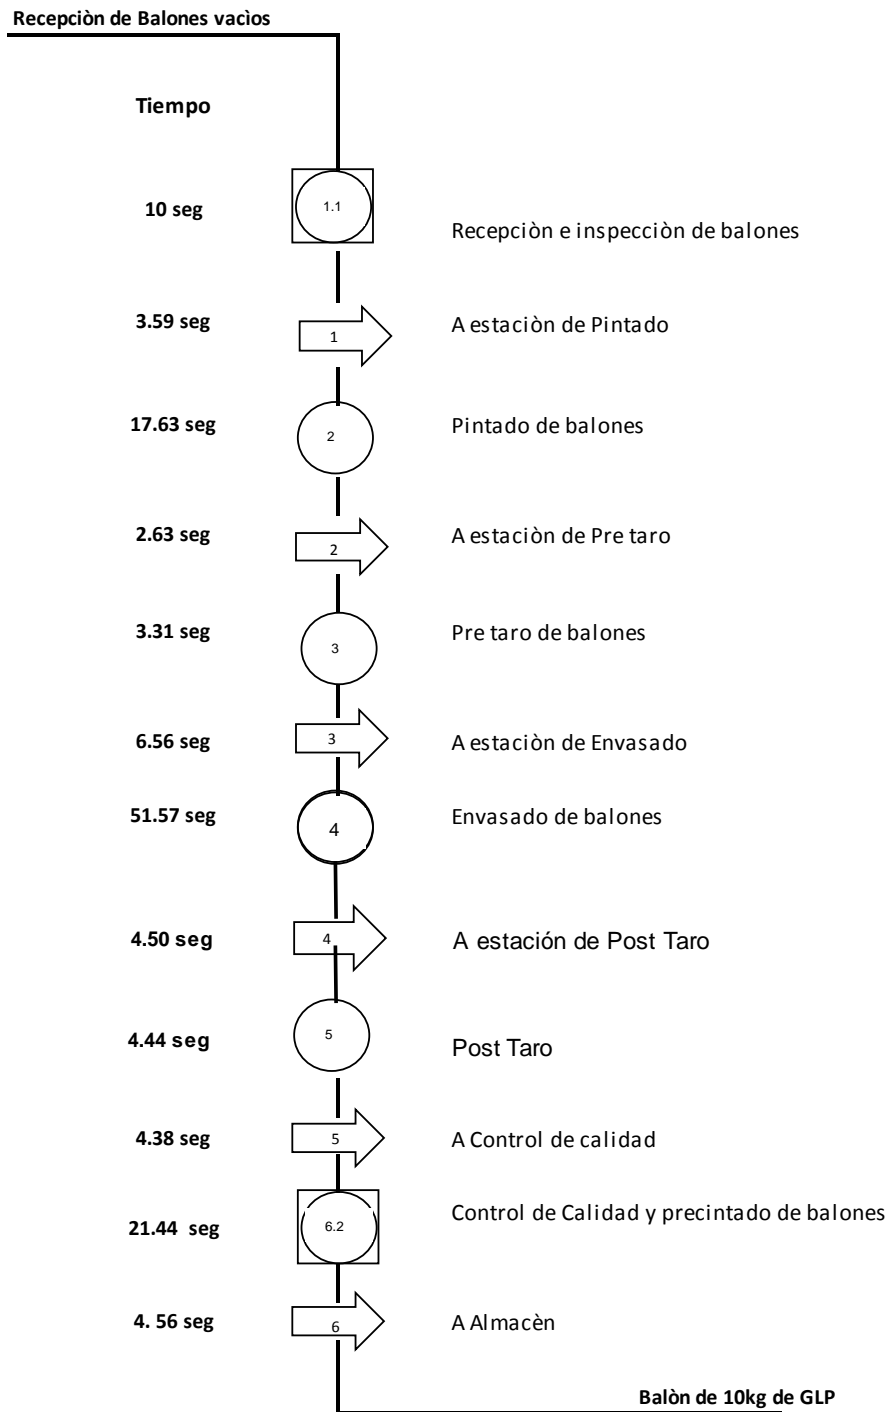 Recepciòn de Balones vacìos
Tiempo
10 seg
1.1
Recepciòn e inspecciòn de balones
3.59 seg
1
A estaciòn de Pintado
17.63 seg
2
Pintado de balones
2.63 seg
2
A estaciòn de Pre taro
3.31 seg
3
Pre taro de balones
6.56 seg
3
A estaciòn de Envasado
51.57 seg
4
Envasado de balones
4.50 seg
4
A estación de Post Taro
4.44 seg
5
Post Taro
4.38 seg
5
A Control de calidad
21.44 seg
6.2
Control de Calidad y precintado de balones
4. 56 seg
6
A Almacèn
Balòn de 10kg de GLP